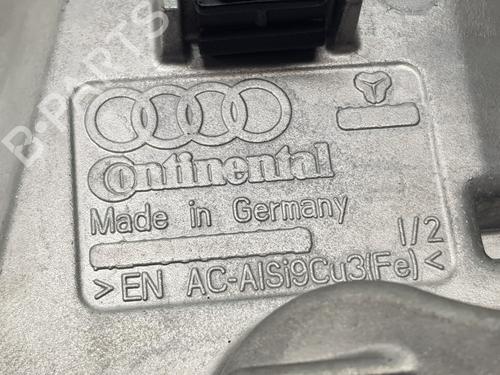 B-PARTS
Continental
Made in Germany
1/2
>EN AC-AlSi9Cu3(Fe)<